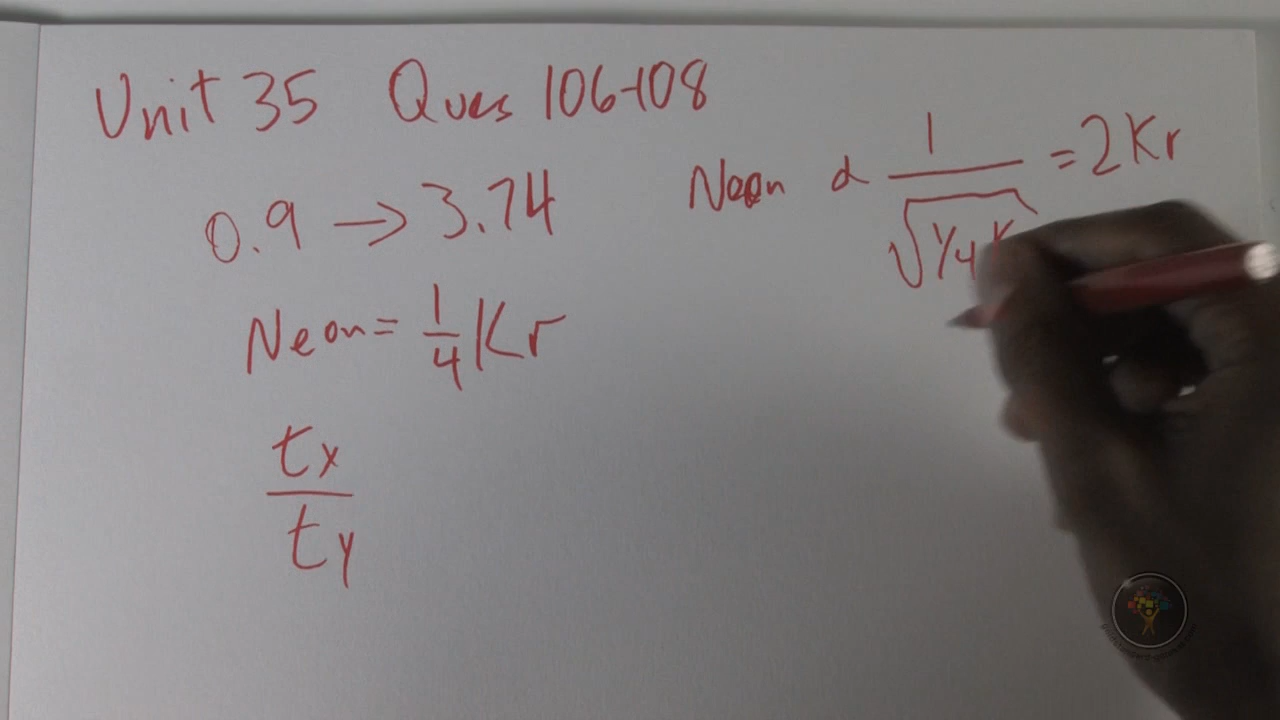 Unit 35 Ques 106-108
0.9 → 3.74
Neon = 1/4 Kr
tx
ty
Neon α 1 / √1/4 = 2Kr